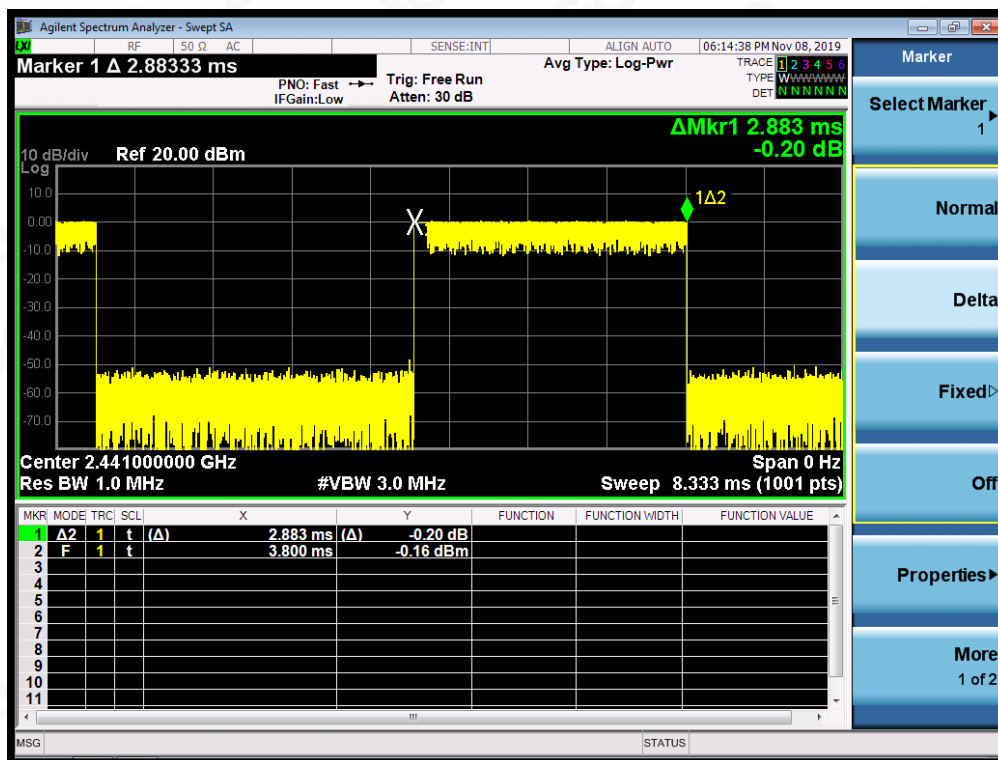 Agilent Spectrum Analyzer - Swept SA
LXI RF 50 Ω AC SENSE:INT ALIGN AUTO 06:14:38 PM Nov 08, 2019
Marker 1 Δ 2.88333 ms
PNO: Fast
IFGain:Low
Trig: Free Run
Atten: 30 dB
Avg Type: Log-Pwr
TRACE 1 2 3 4 5 6
TYPE W
DET N N N N N N
ΔMkr1 2.883 ms
-0.20 dB
10 dB/div Ref 20.00 dBm
Log
10.0
0.00
-10.0
-20.0
-30.0
-40.0
-50.0
-60.0
-70.0
1Δ2
X
Center 2.441000000 GHz Span 0 Hz
Res BW 1.0 MHz #VBW 3.0 MHz Sweep 8.333 ms (1001 pts)
MKR MODE TRC SCL X Y FUNCTION FUNCTION WIDTH FUNCTION VALUE
1 Δ2 1 t (Δ) 2.883 ms (Δ) -0.20 dB
2 F 1 t 3.800 ms -0.16 dBm
3
4
5
6
7
8
9
10
11
MSG STATUS
Marker
Select Marker
1
Normal
Delta
Fixed
Off
Properties
More
1 of 2